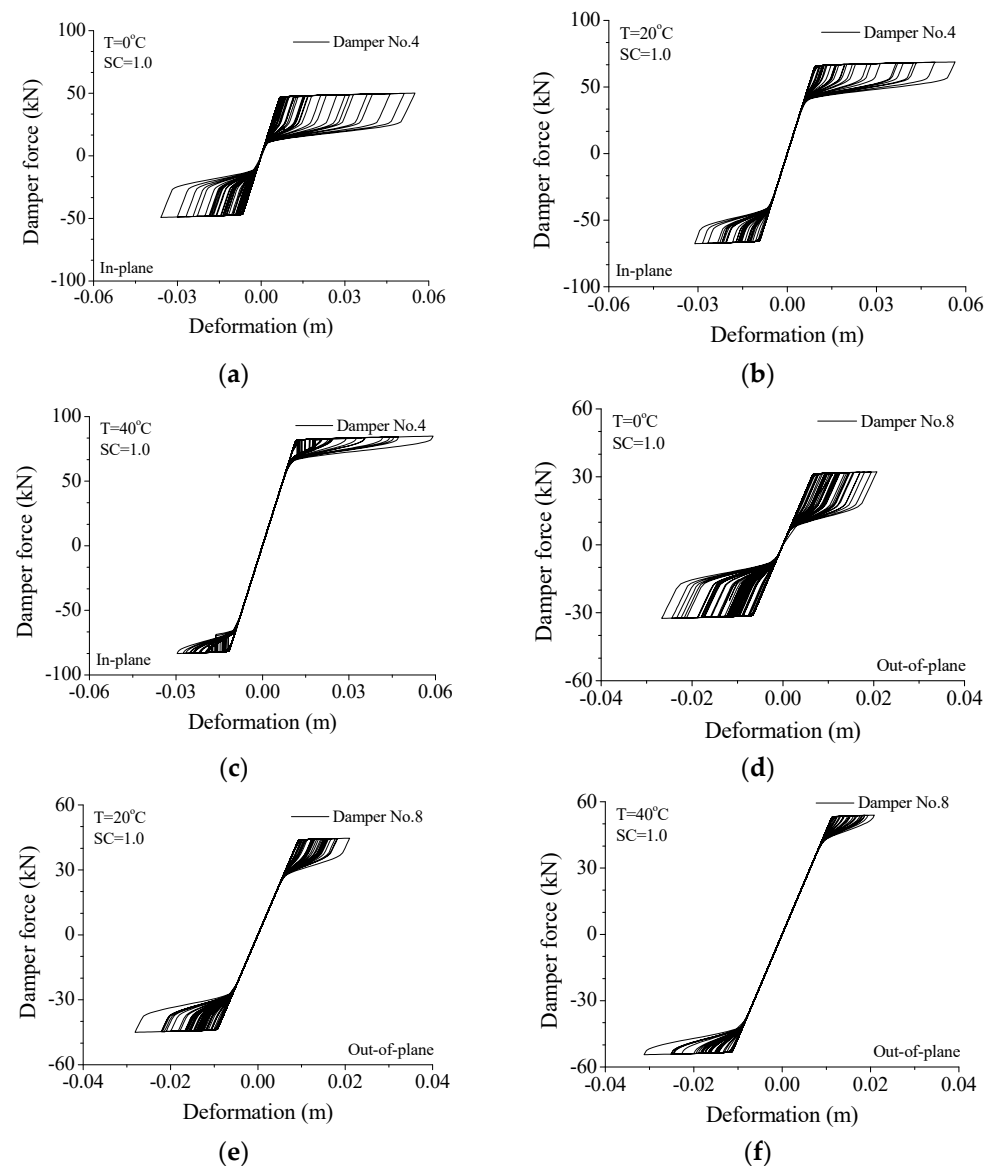 T=0°C
SC=1.0
Damper No.4
100
50
0
-50
-100
Damper force (kN)
In-plane
-0.06 -0.03 0.00 0.03 0.06
Deformation (m)
(a)
T=20°C
SC=1.0
Damper No.4
100
50
0
-50
-100
Damper force (kN)
In-plane
-0.06 -0.03 0.00 0.03 0.06
Deformation (m)
(b)
T=40°C
SC=1.0
Damper No.4
100
50
0
-50
-100
Damper force (kN)
In-plane
-0.06 -0.03 0.00 0.03 0.06
Deformation (m)
(c)
T=0°C
SC=1.0
Damper No.8
60
30
0
-30
-60
Damper force (kN)
Out-of-plane
-0.04 -0.02 0.00 0.02 0.04
Deformation (m)
(d)
T=20°C
SC=1.0
Damper No.8
60
30
0
-30
-60
Damper force (kN)
Out-of-plane
-0.04 -0.02 0.00 0.02 0.04
Deformation (m)
(e)
T=40°C
SC=1.0
Damper No.8
60
30
0
-30
-60
Damper force (kN)
Out-of-plane
-0.04 -0.02 0.00 0.02 0.04
Deformation (m)
(f)